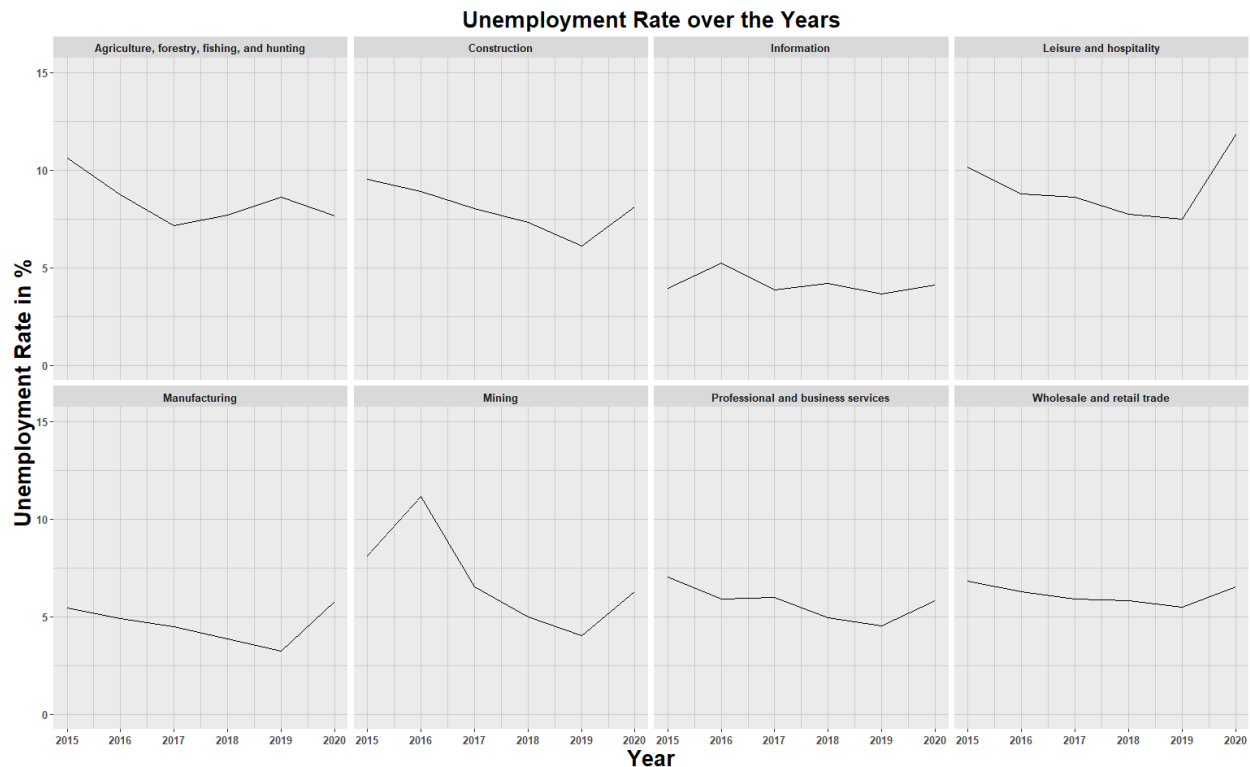 Unemployment Rate over the Years
Agriculture, forestry, fishing, and hunting
Construction
Information
Leisure and hospitality
15
10
5
0
Manufacturing
Mining
Professional and business services
Wholesale and retail trade
15
10
5
0
Unemployment Rate in %
2015 2016 2017 2018 2019 2020
2015 2016 2017 2018 2019 2020
2015 2016 2017 2018 2019 2020
2015 2016 2017 2018 2019 2020
Year